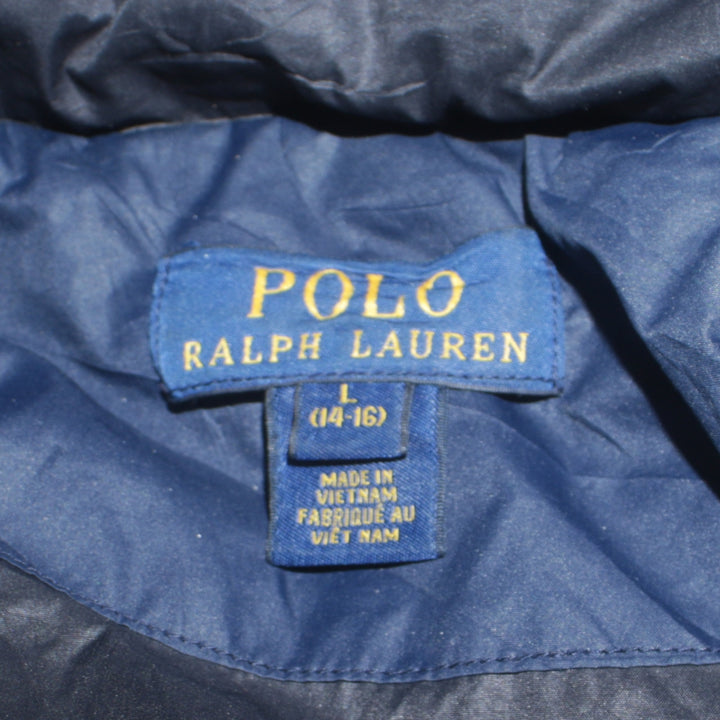 POLO
RALPH LAUREN
L
(14-16)
MADE IN
VIETNAM
FABRIQUÉ AU
VIÊT NAM